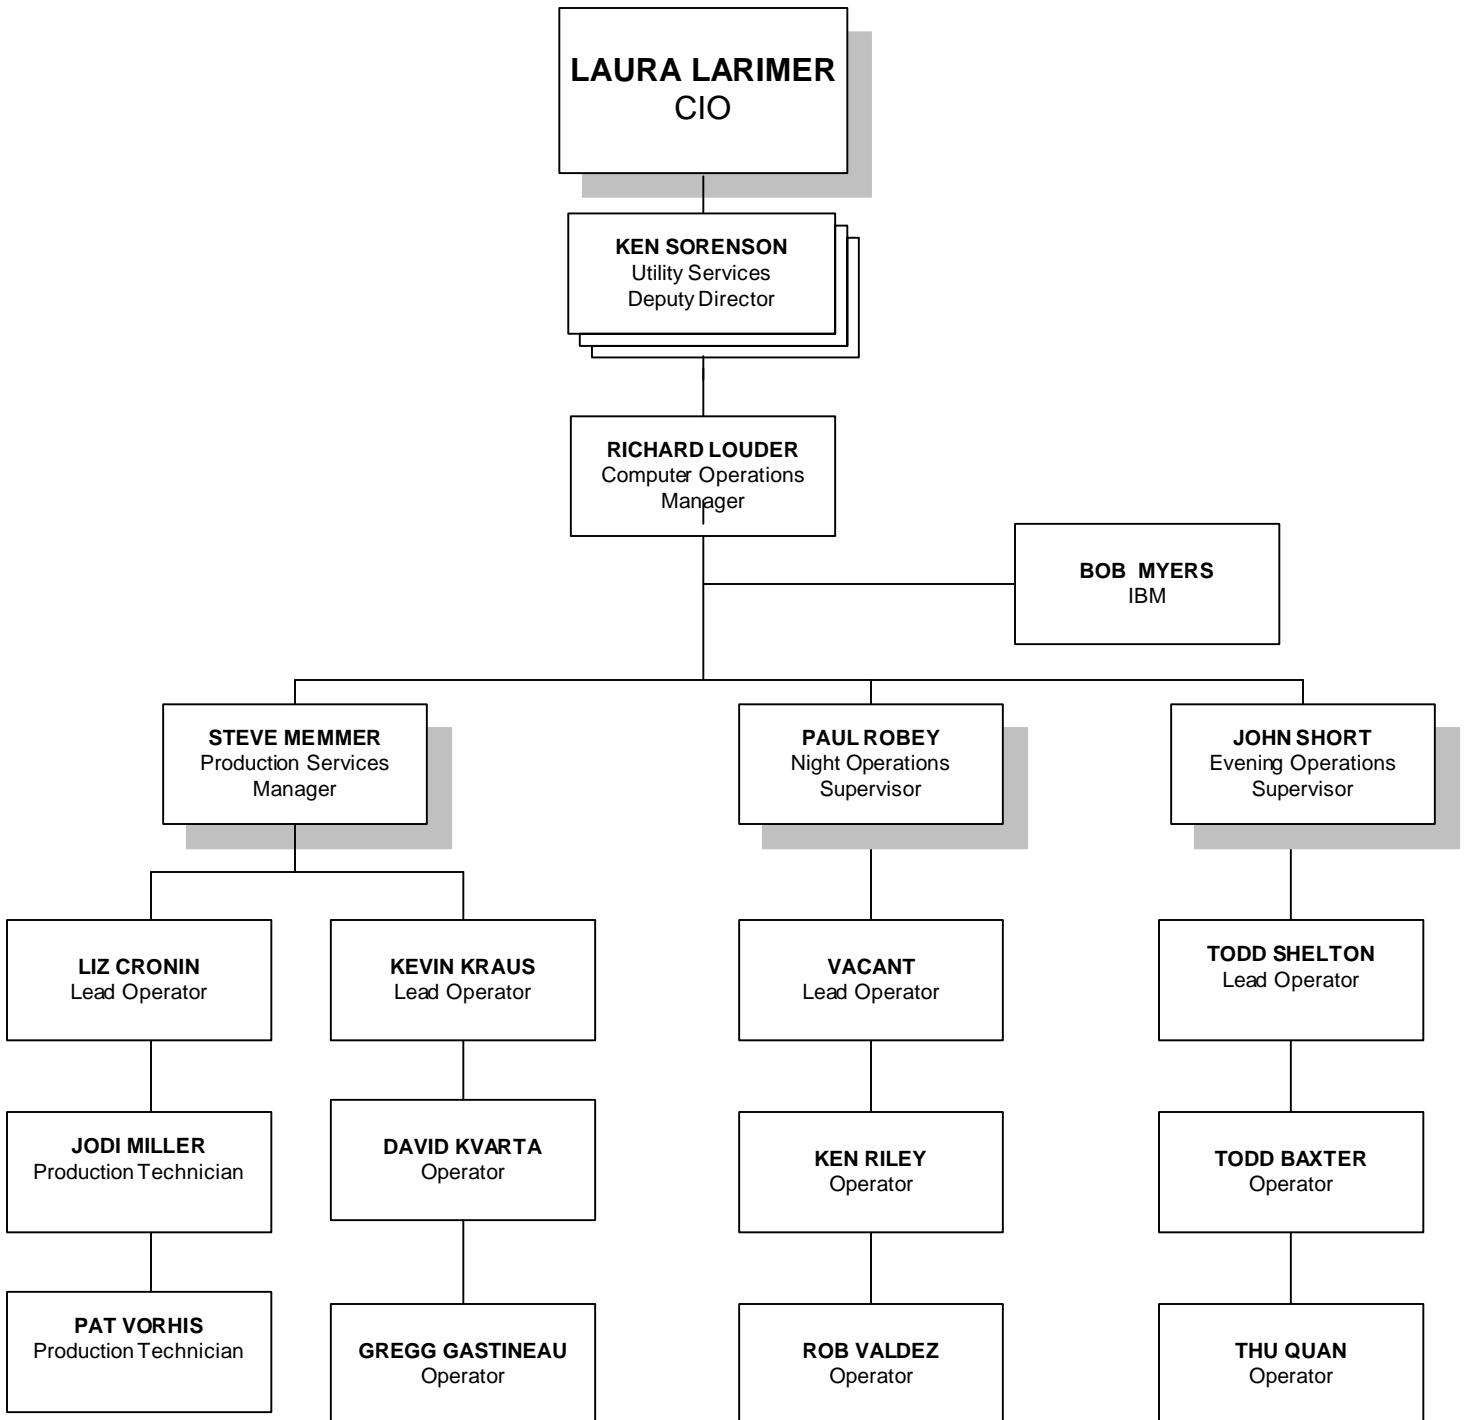 LAURA LARIMER
CIO
KEN SORENSON
Utility Services
Deputy Director
RICHARD LOUDER
Computer Operations
Manager
BOB MYERS
IBM
STEVE MEMMER
Production Services
Manager
PAUL ROBEY
Night Operations
Supervisor
JOHN SHORT
Evening Operations
Supervisor
LIZ CRONIN
Lead Operator
KEVIN KRAUS
Lead Operator
VACANT
Lead Operator
TODD SHELTON
Lead Operator
JODI MILLER
Production Technician
DAVID KVARTA
Operator
KEN RILEY
Operator
TODD BAXTER
Operator
PAT VORHIS
Production Technician
GREGG GASTINEAU
Operator
ROB VALDEZ
Operator
THU QUAN
Operator